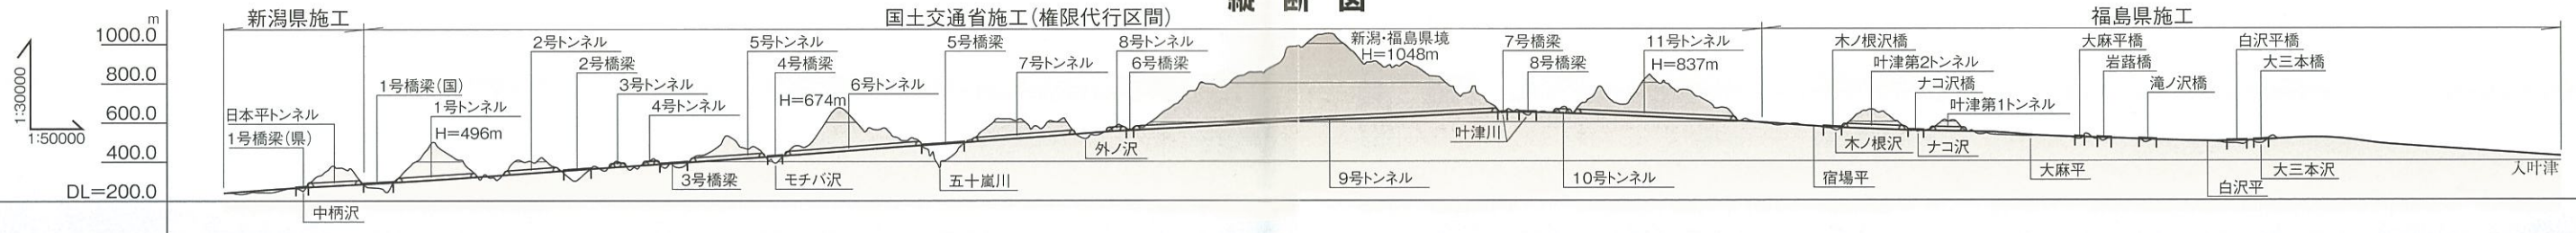 縦断図
新潟県施工
国土交通省施工(権限代行区間)
福島県施工
m
1000.0
800.0
600.0
400.0
DL=200.0
1:30000
1:50000
日本平トンネル
1号橋梁(県)
中柄沢
1号橋梁(国)
1号トンネル
H=496m
2号トンネル
2号橋梁
3号トンネル
4号トンネル
3号橋梁
5号トンネル
4号橋梁
モチバ沢
H=674m
6号トンネル
5号橋梁
五十嵐川
7号トンネル
外ノ沢
8号トンネル
6号橋梁
新潟・福島県境
H=1048m
9号トンネル
7号橋梁
8号橋梁
叶津川
10号トンネル
11号トンネル
H=837m
宿場平
木ノ根沢橋
木ノ根沢
叶津第2トンネル
ナコ沢橋
ナコ沢
叶津第1トンネル
大麻平
大麻平橋
岩蕗橋
滝ノ沢橋
白沢平橋
白沢平
大三本橋
大三本沢
入叶津